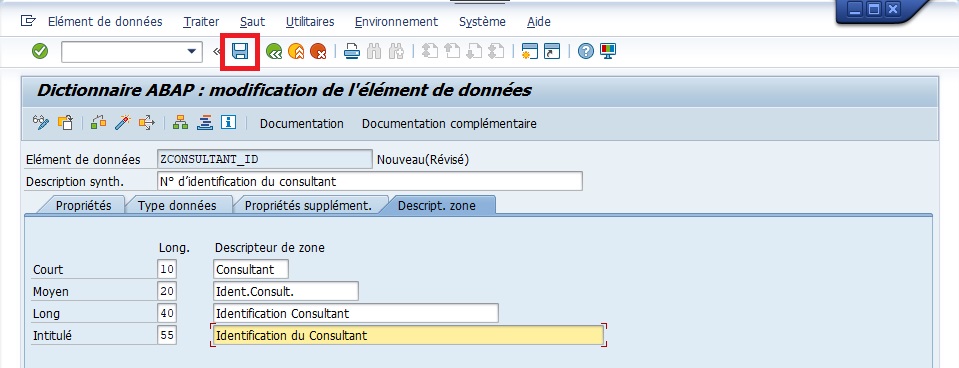 Elément de données Traiter Saut Utilitaires Environnement Système Aide
Dictionnaire ABAP : modification de l'élément de données
Documentation Documentation complémentaire
Elément de données ZCONSULTANT_ID Nouveau(Révisé)
Description synth. N° d'identification du consultant
Propriétés Type données Propriétés supplément. Descript. zone
Long. Descripteur de zone
Court 10 Consultant
Moyen 20 Ident.Consult.
Long 40 Identification Consultant
Intitulé 55 Identification du Consultant